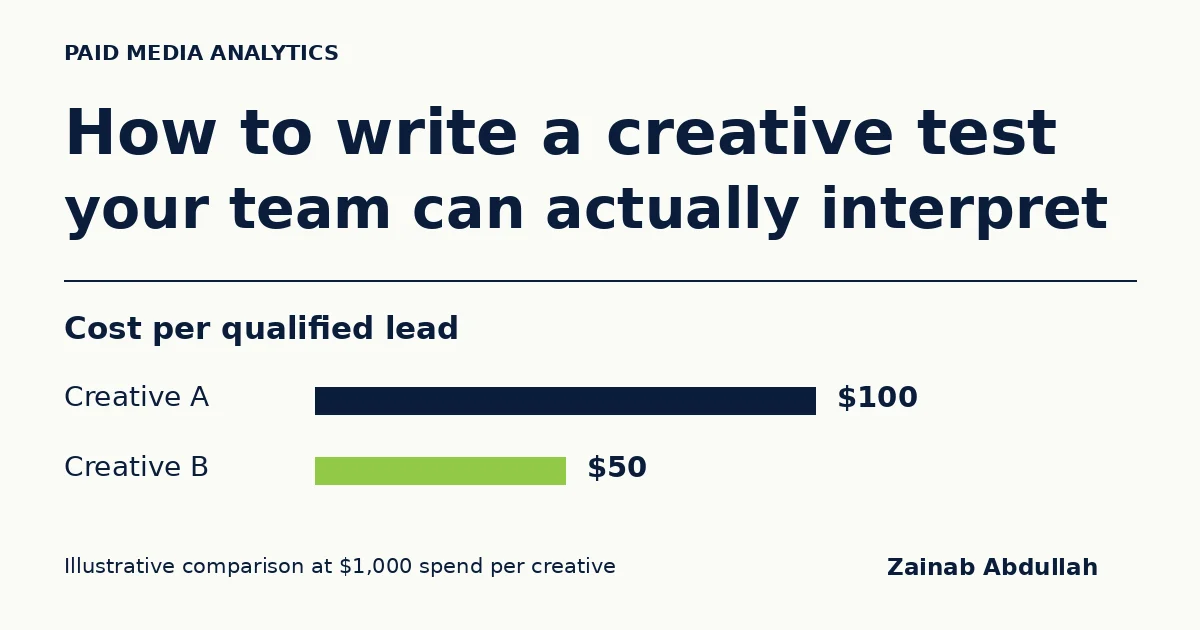 PAID MEDIA ANALYTICS
How to write a creative test
your team can actually interpret
Cost per qualified lead
Creative A $100
Creative B $50
Illustrative comparison at $1,000 spend per creative
Zainab Abdullah